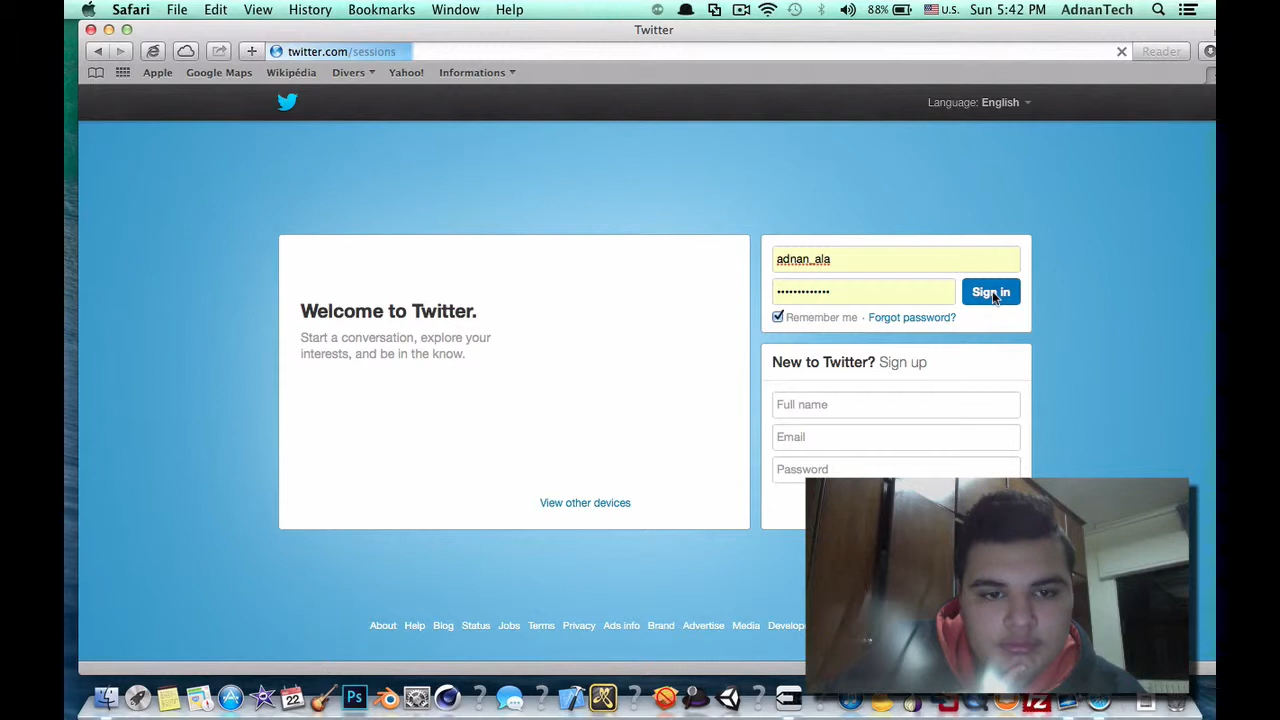 Safari File Edit View History Bookmarks Window Help 88% U.S. Sun 5:42 PM AdnanTech
Twitter
twitter.com/sessions Reader
Apple Google Maps Wikipédia Divers Yahoo! Informations
Language: English
Welcome to Twitter.
Start a conversation, explore your
interests, and be in the know.
View other devices
adnan_ala
•••••••••••••
Sign in
Remember me · Forgot password?
New to Twitter? Sign up
Full name
Email
Password
About Help Blog Status Jobs Terms Privacy Ads info Brand Advertise Media
22 Ps